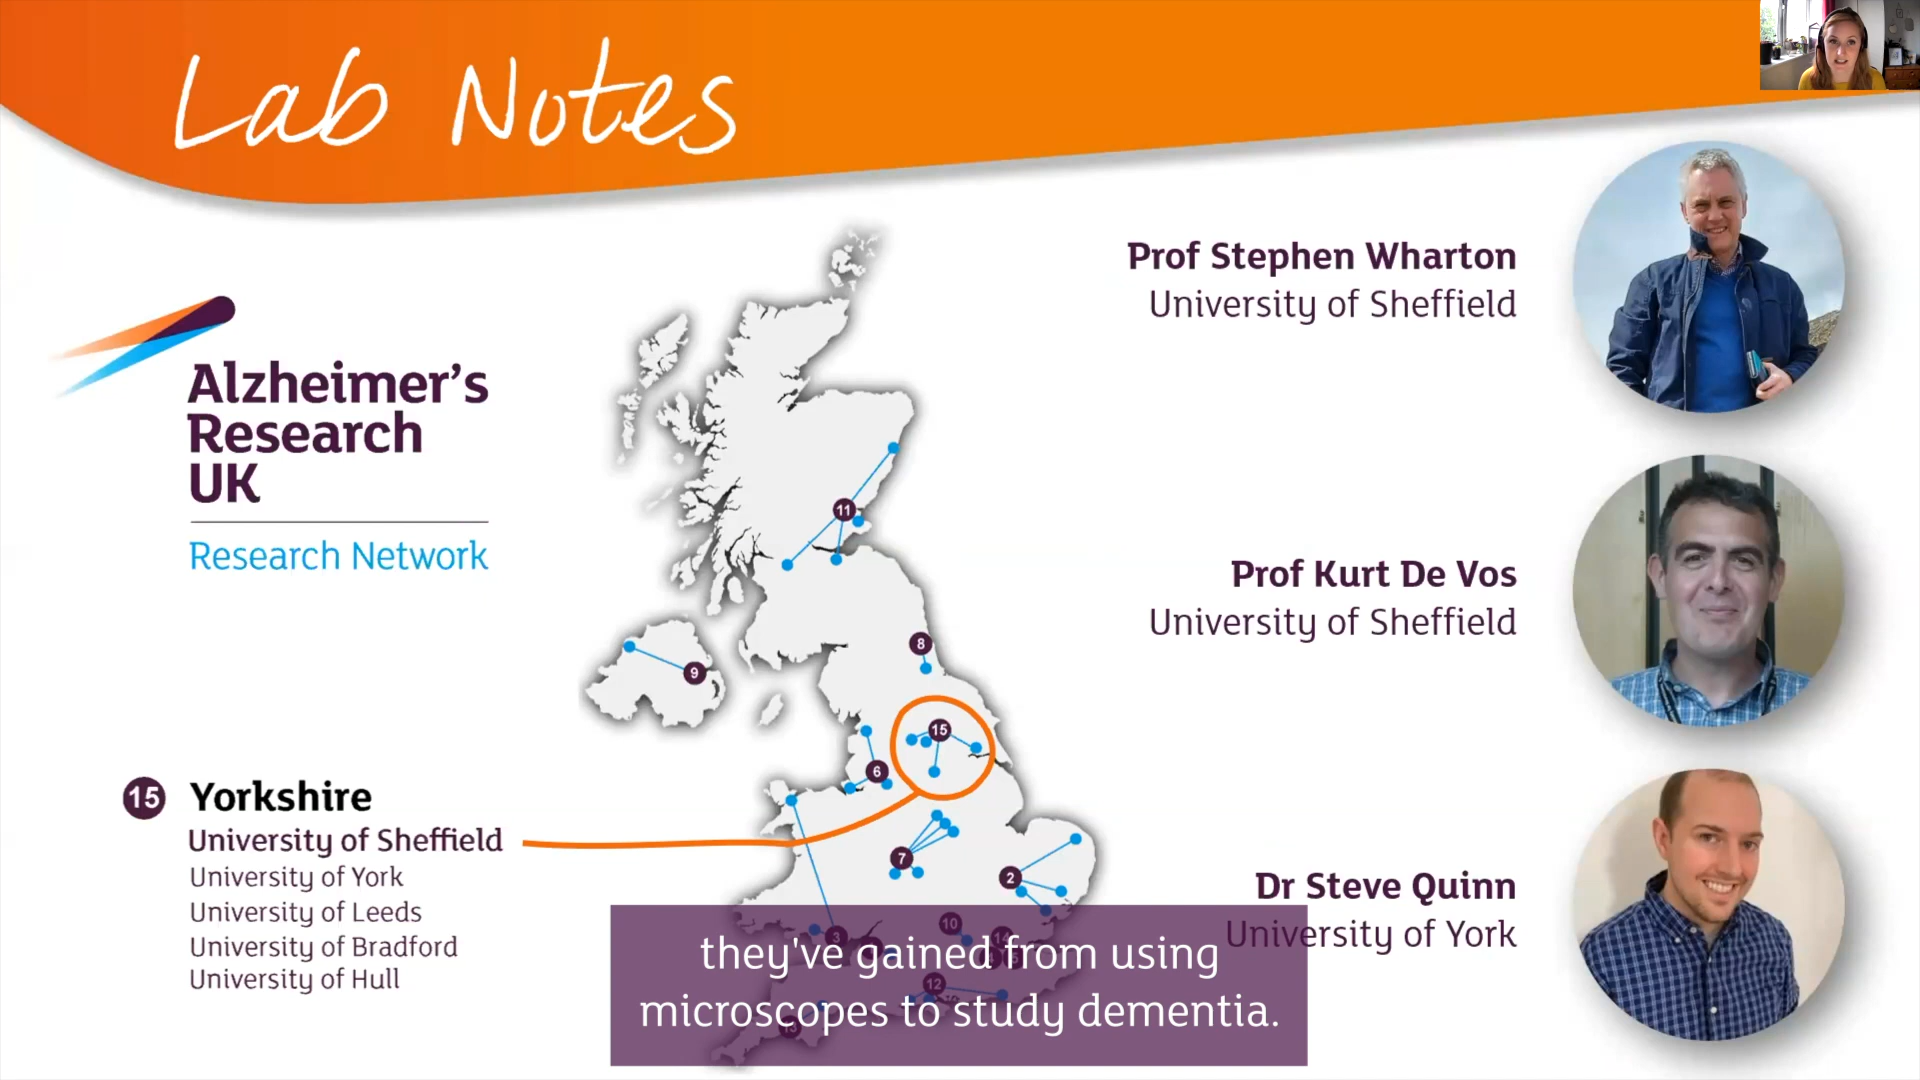 Lab Notes
Prof Stephen Wharton
University of Sheffield
Alzheimer's
Research
UK
Research Network
11
Prof Kurt De Vos
University of Sheffield
8
9
15
6
15 Yorkshire
University of Sheffield
University of York
University of Leeds
University of Bradford
University of Hull
7
2
Dr Steve Quinn
University of York
10
3
14
12
13
they've gained from using
microscopes to study dementia.